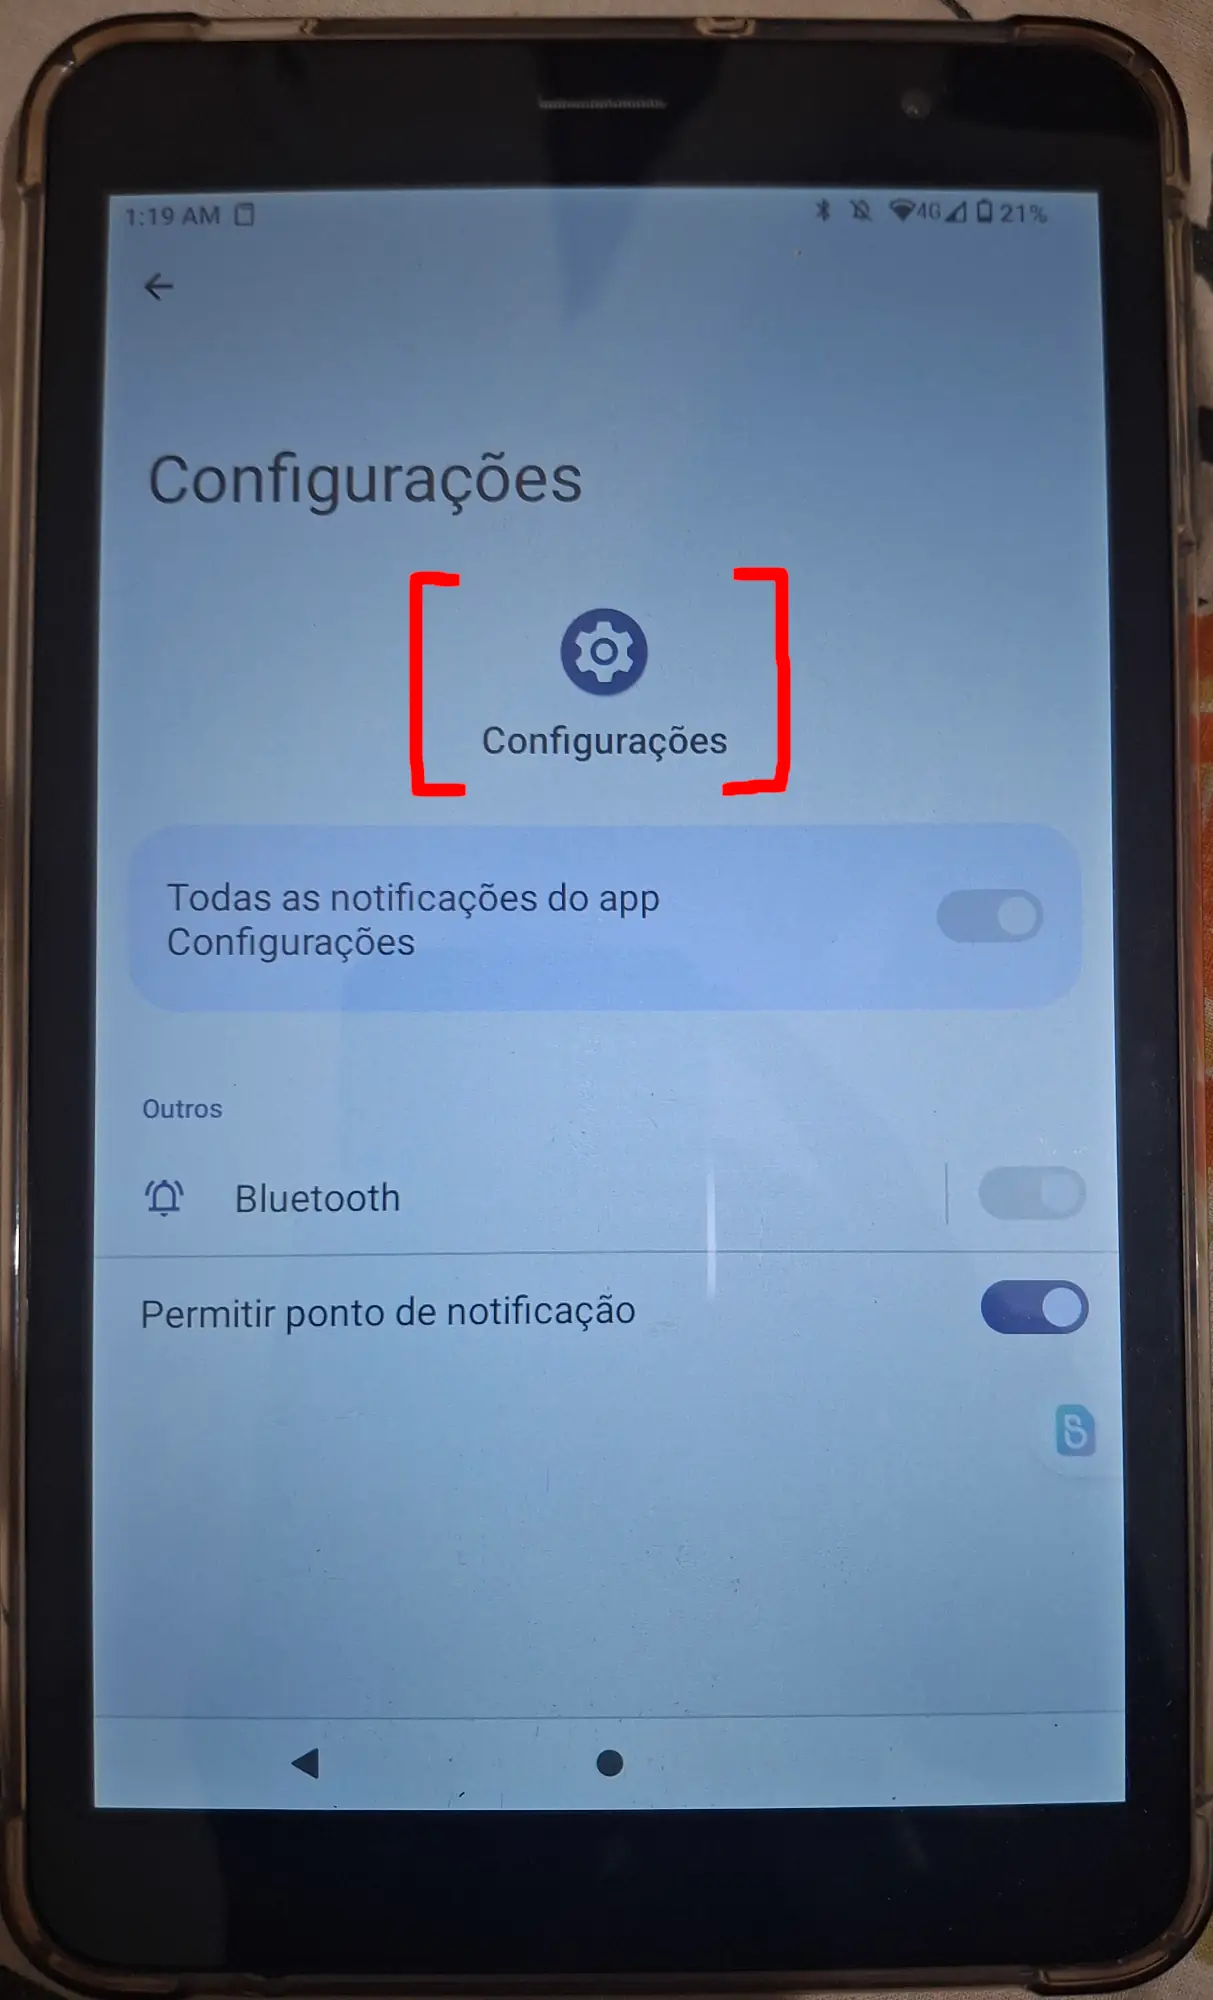 1:19 AM 4G 21%
Configurações
Configurações
Todas as notificações do app
Configurações
Outros
Bluetooth
Permitir ponto de notificação